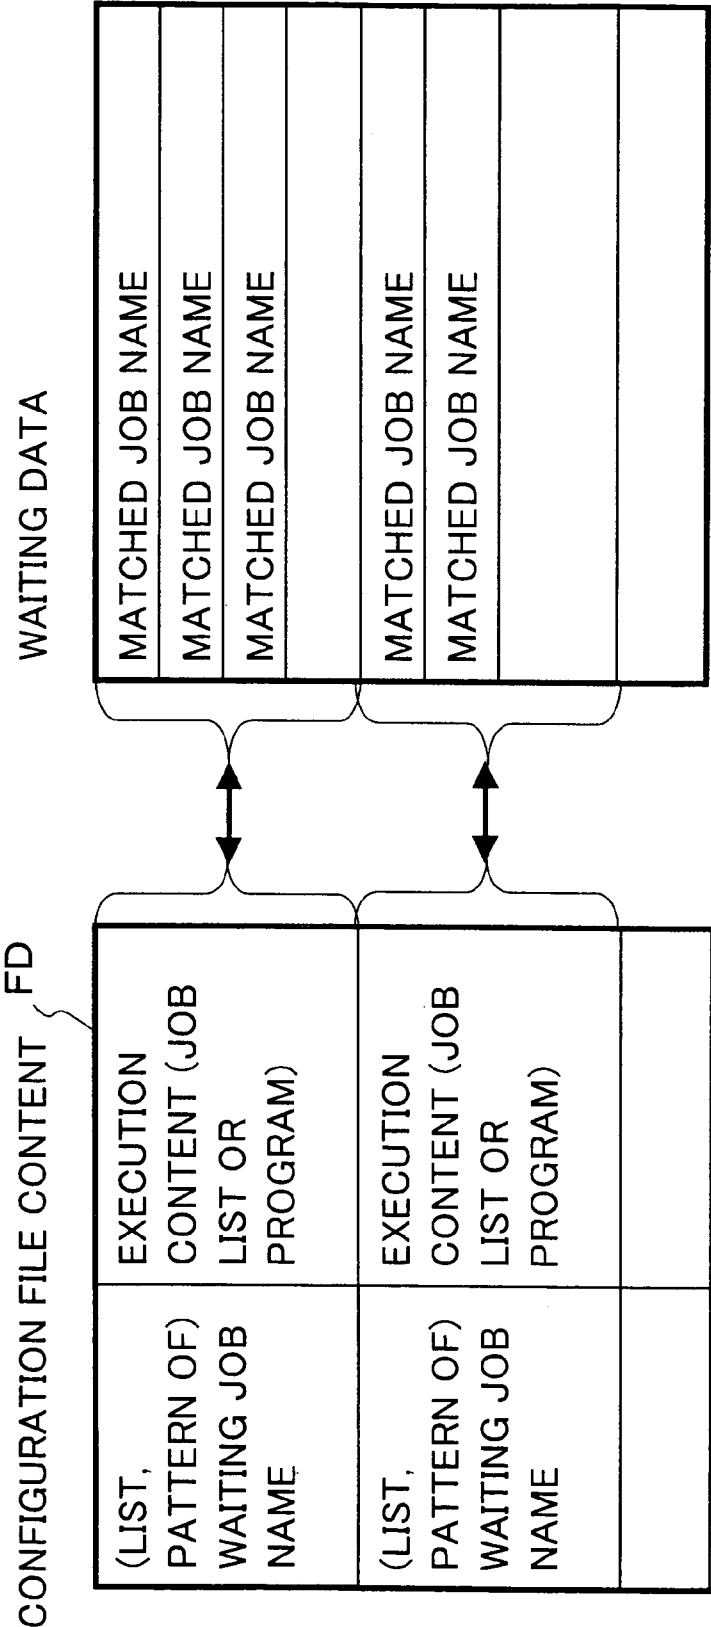 CONFIGURATION FILE CONTENT
FD
(LIST,
PATTERN OF)
WAITING JOB
NAME
EXECUTION
CONTENT (JOB
LIST OR
PROGRAM)
(LIST,
PATTERN OF)
WAITING JOB
NAME
EXECUTION
CONTENT (JOB
LIST OR
PROGRAM)
WAITING DATA
MATCHED JOB NAME
MATCHED JOB NAME
MATCHED JOB NAME
MATCHED JOB NAME
MATCHED JOB NAME